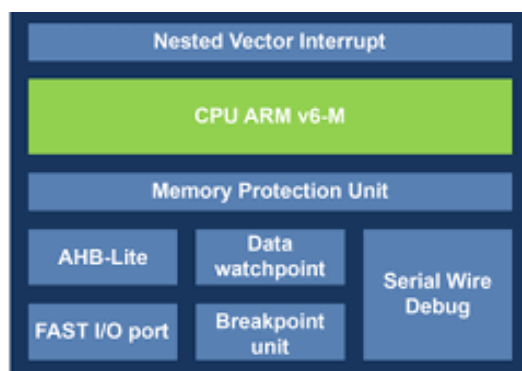 Nested Vector Interrupt
CPU ARM v6-M
Memory Protection Unit
AHB-Lite
Data
watchpoint
Serial Wire
Debug
FAST I/O port
Breakpoint
unit